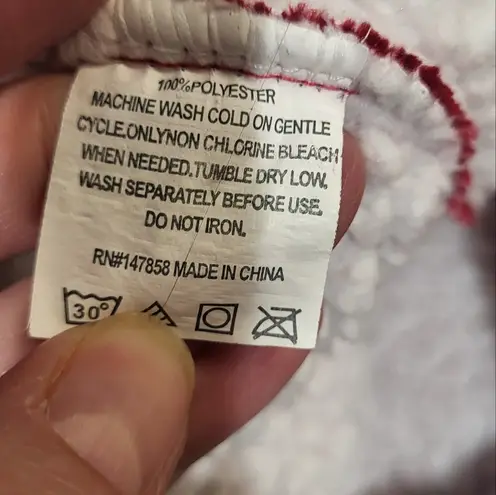 100%POLYESTER
MACHINE WASH COLD ON GENTLE
CYCLE.ONLYNON CHLORINE BLEACH
WHEN NEEDED.TUMBLE DRY LOW.
WASH SEPARATELY BEFORE USE.
DO NOT IRON.
RN#147858 MADE IN CHINA
30°